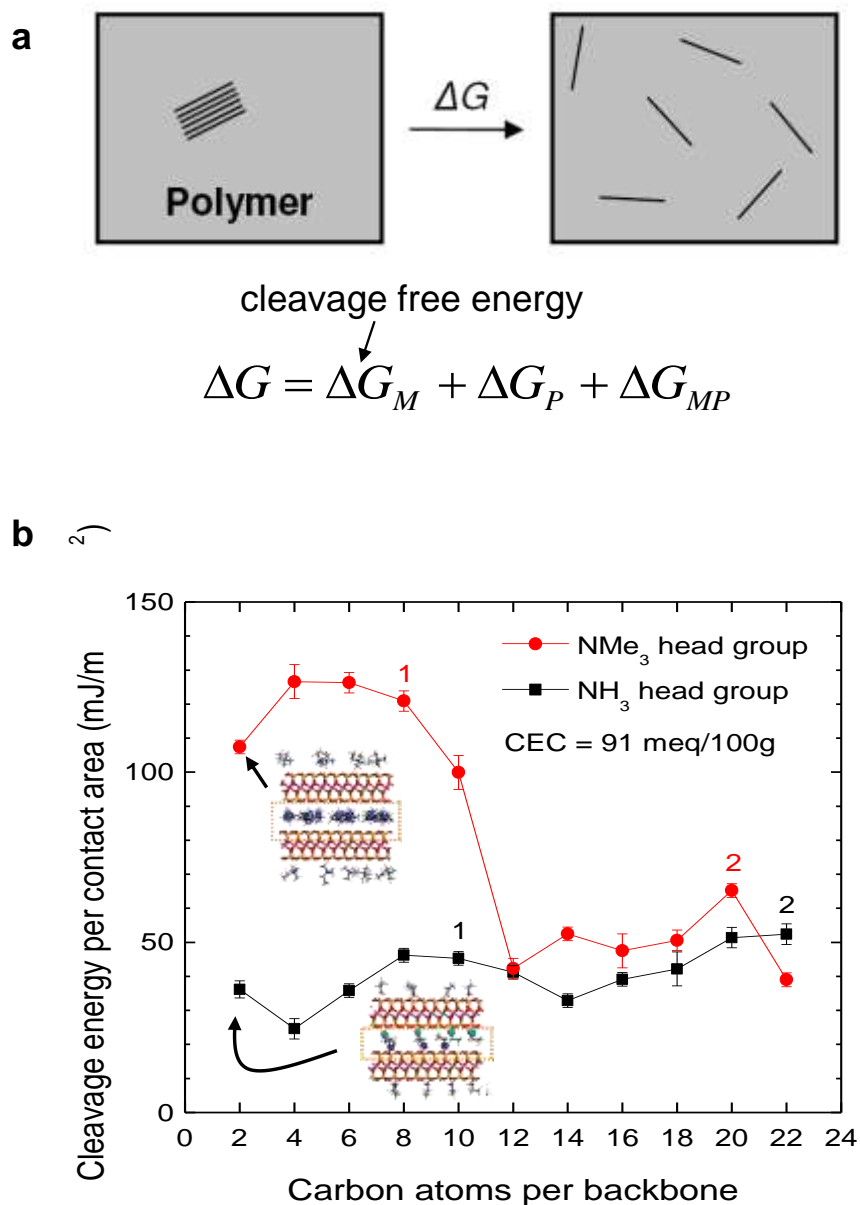 a
ΔG
Polymer
cleavage free energy
ΔG = ΔG_M + ΔG_P + ΔG_MP
b
2)
Cleavage energy per contact area (mJ/m
150
100
50
0
NMe3 head group
NH3 head group
CEC = 91 meq/100g
1
1
2
2
0 2 4 6 8 10 12 14 16 18 20 22 24
Carbon atoms per backbone